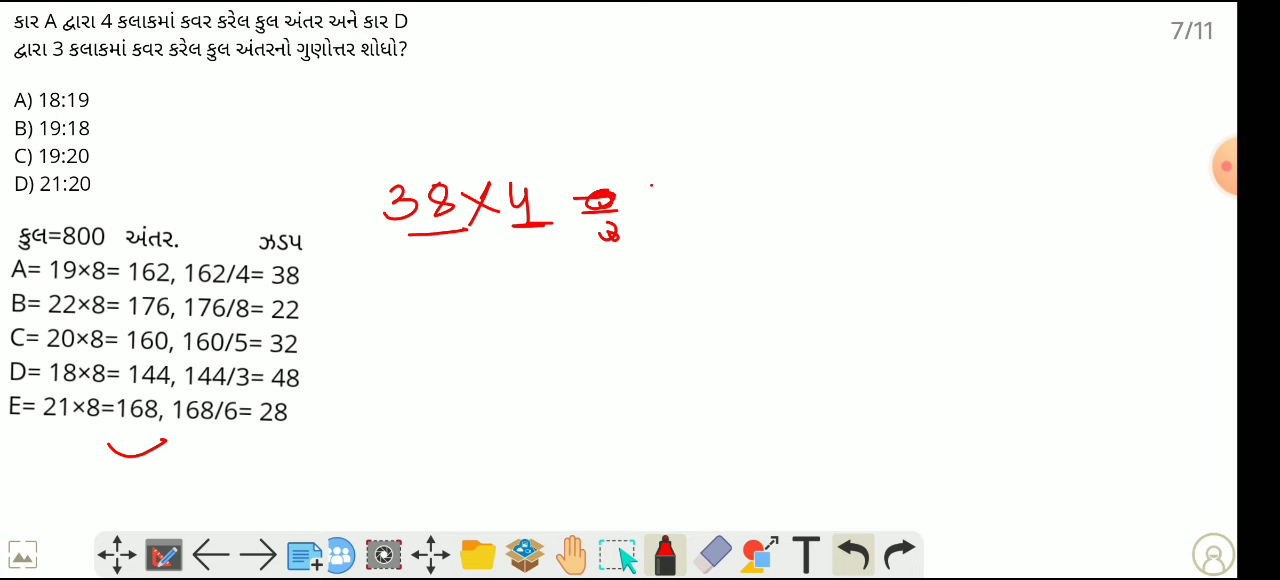 કાર A દ્વારા 4 કલાકમાં કવર કરેલ કુલ અંતર અને કાર D
દ્વારા 3 કલાકમાં કવર કરેલ કુલ અંતરનો ગુણોત્તર શોધો?
7/11
A) 18:19
B) 19:18
C) 19:20
D) 21:20
38×4
કુલ=800 અંતર. ઝડપ
A= 19×8= 162, 162/4= 38
B= 22×8= 176, 176/8= 22
C= 20×8= 160, 160/5= 32
D= 18×8= 144, 144/3= 48
E= 21×8=168, 168/6= 28